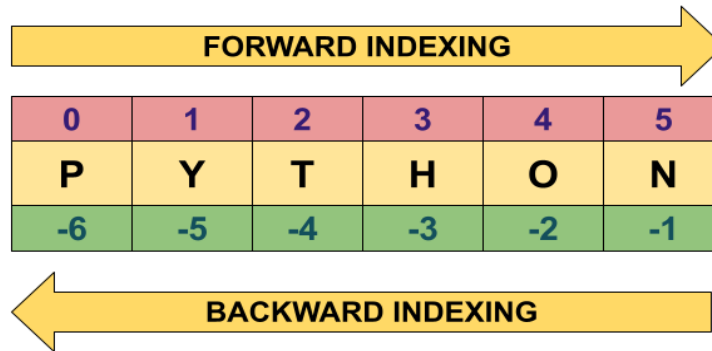 FORWARD INDEXING
0 1 2 3 4 5
P Y T H O N
-6 -5 -4 -3 -2 -1
BACKWARD INDEXING